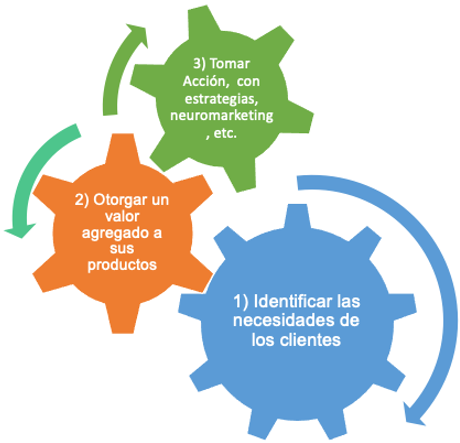 3) Tomar
Acción, con
estrategias,
neuromarketing
, etc.
2) Otorgar un
valor
agregado a
sus
productos
1) Identificar las
necesidades de
los clientes